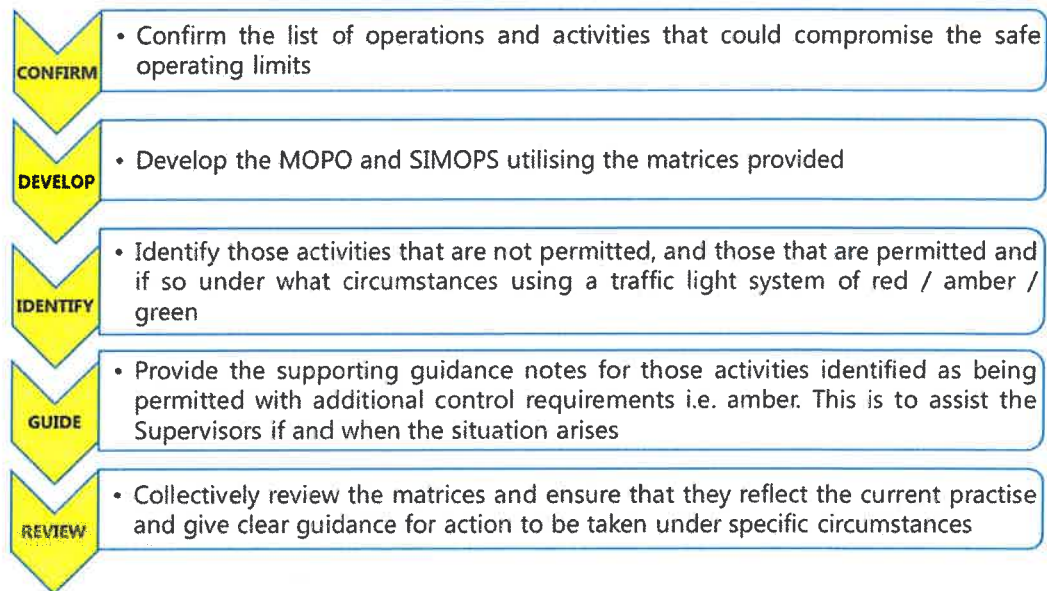 CONFIRM
• Confirm the list of operations and activities that could compromise the safe
operating limits
DEVELOP
• Develop the MOPO and SIMOPS utilising the matrices provided
IDENTIFY
• Identify those activities that are not permitted, and those that are permitted and
if so under what circumstances using a traffic light system of red / amber /
green
GUIDE
• Provide the supporting guidance notes for those activities identified as being
permitted with additional control requirements i.e. amber. This is to assist the
Supervisors if and when the situation arises
REVIEW
• Collectively review the matrices and ensure that they reflect the current practise
and give clear guidance for action to be taken under specific circumstances